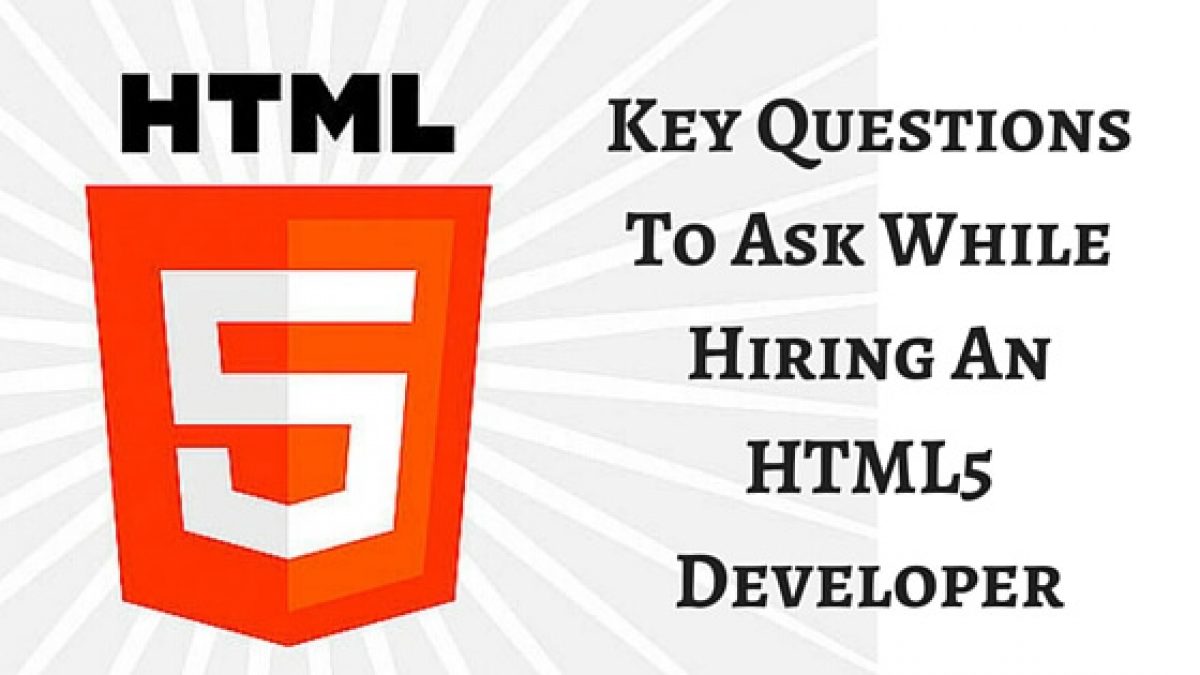 HTML
5
Key Questions
To Ask While
Hiring An
HTML5
Developer